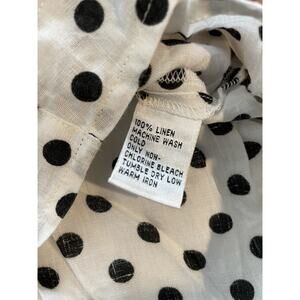 100% LINEN
MACHINE WASH
COLD
ONLY NON-
CHLORINE BLEACH
TUMBLE DRY LOW
WARM IRON